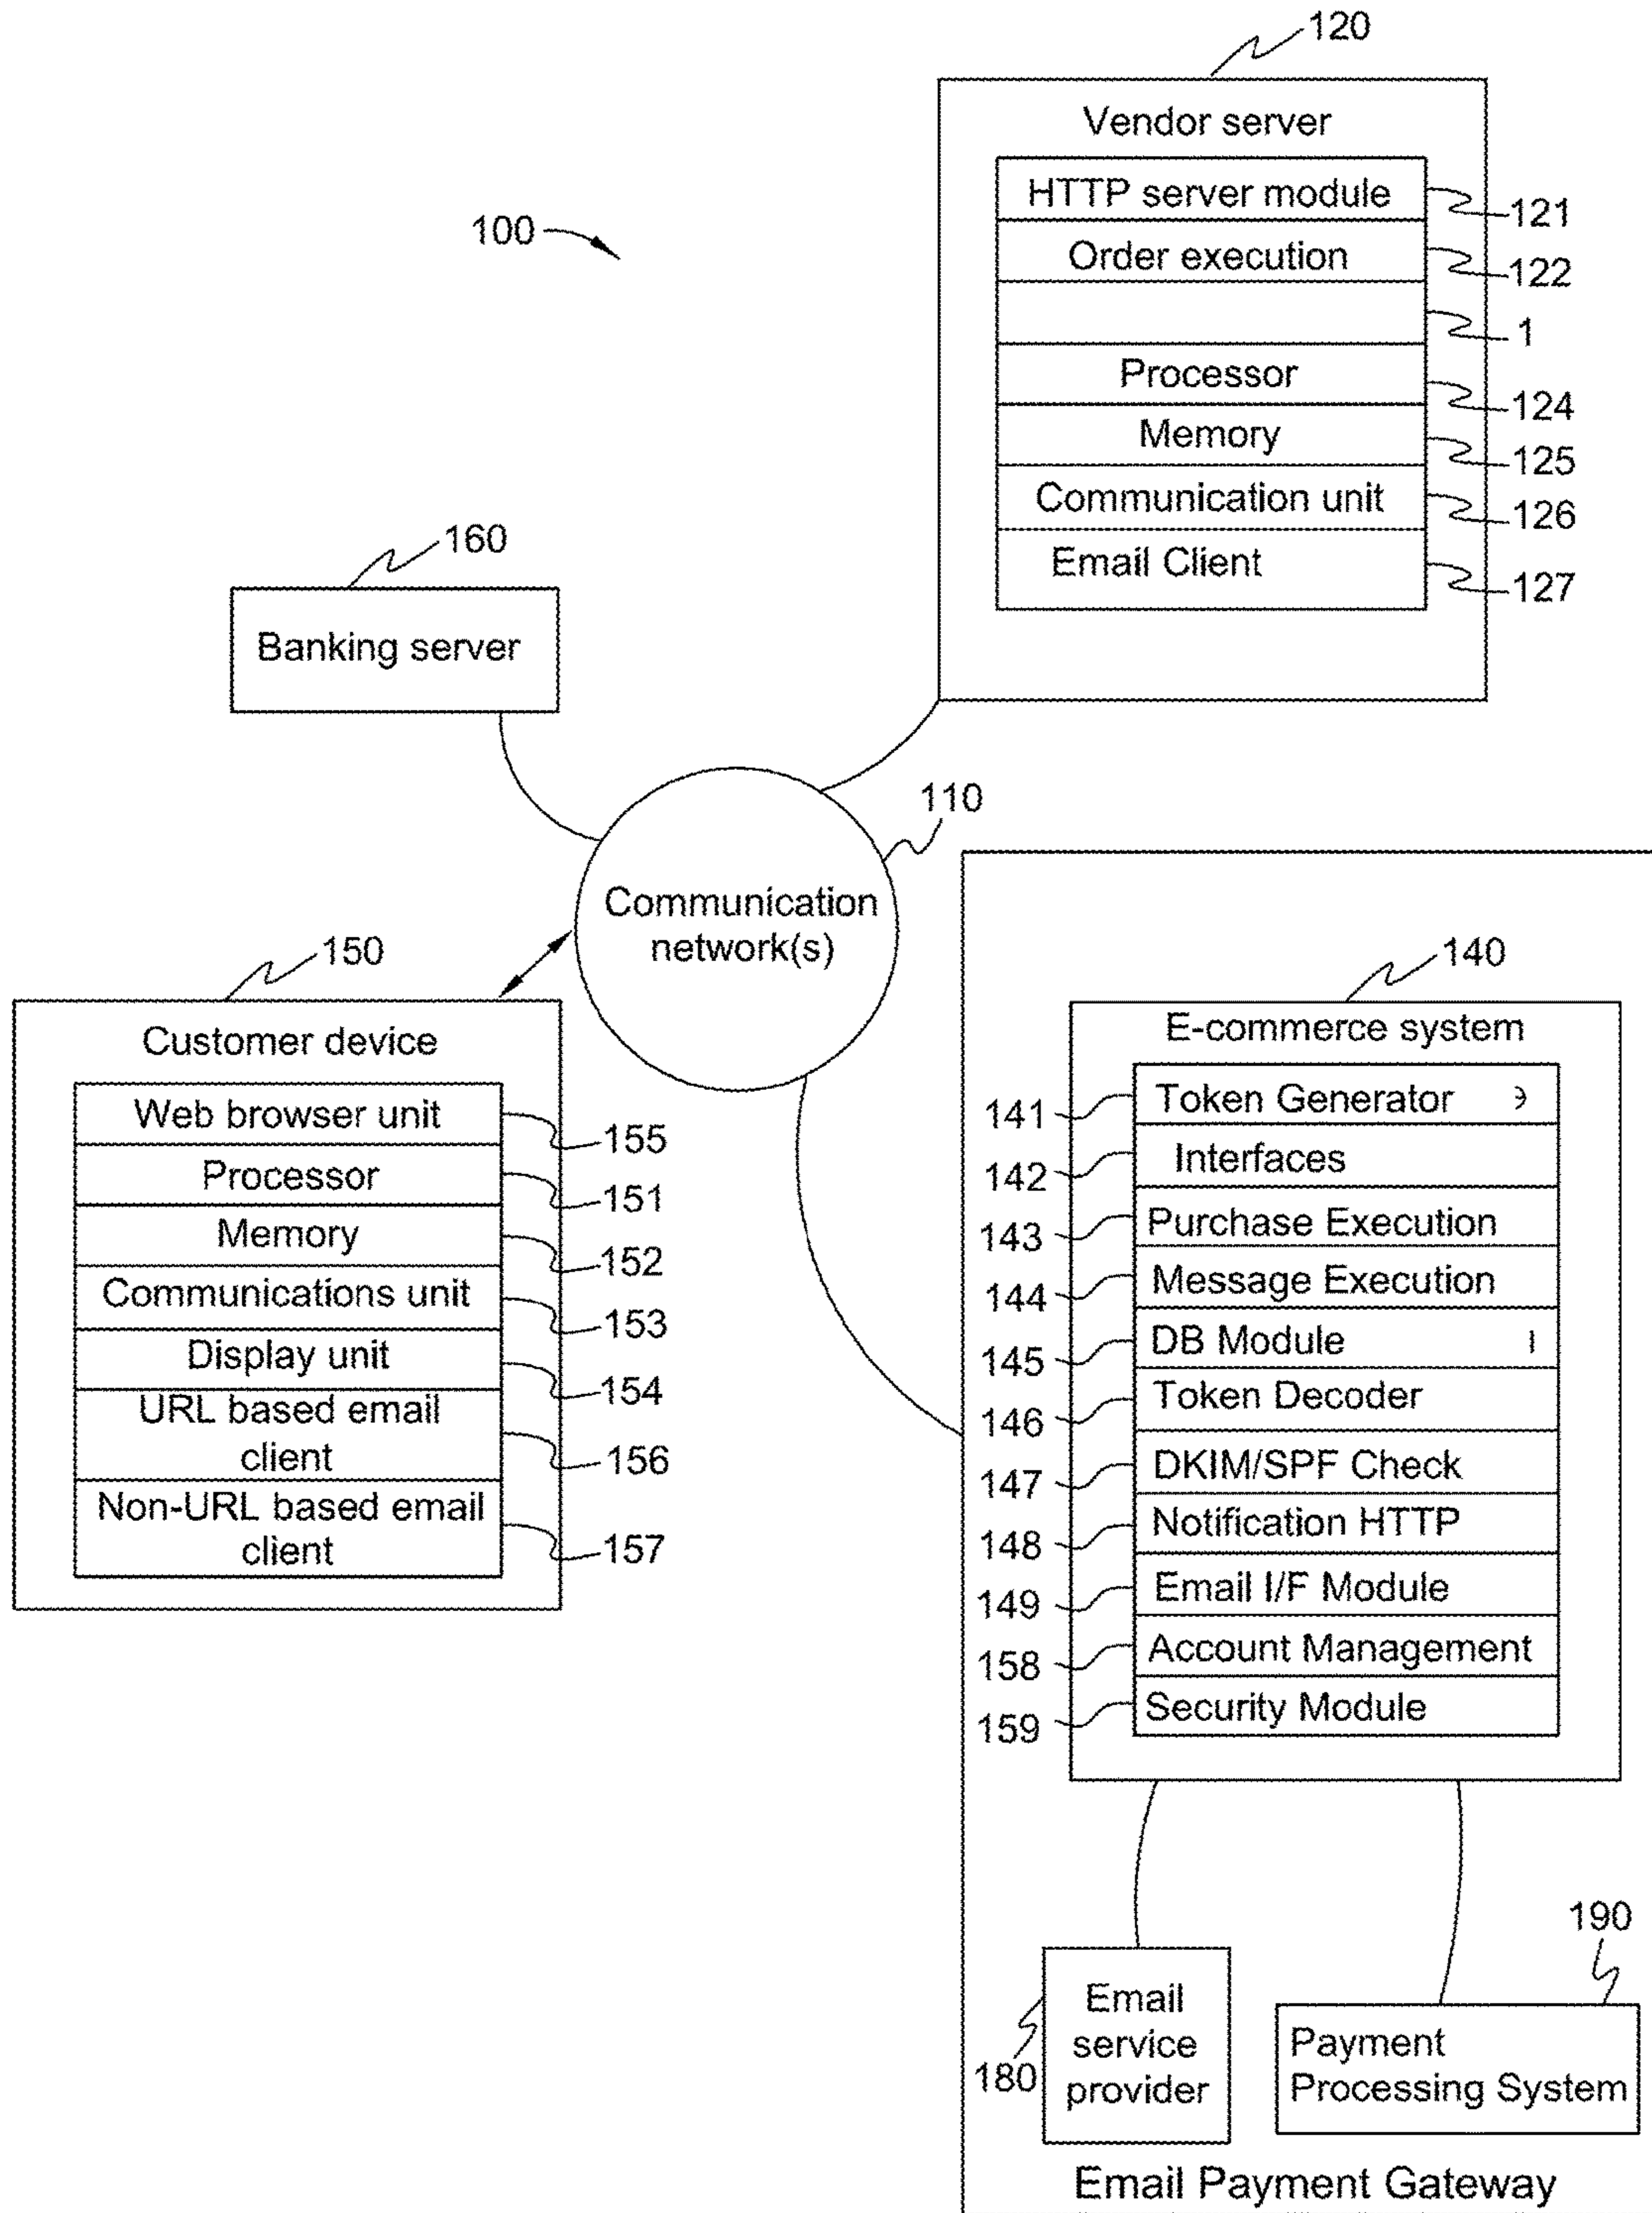 120
Vendor server
HTTP server module
121
100
Order execution
122
1
Processor
124
Memory
125
Communication unit
126
Email Client
127
160
Banking server
110
Communication
network(s)
150
Customer device
Web browser unit
155
Processor
151
Memory
152
Communications unit
153
Display unit
154
URL based email
client
156
Non-URL based email
client
157
140
E-commerce system
141
Token Generator
142
Interfaces
143
Purchase Execution
144
Message Execution
145
DB Module
146
Token Decoder
147
DKIM/SPF Check
148
Notification HTTP
149
Email I/F Module
158
Account Management
159
Security Module
180
Email
service
provider
190
Payment
Processing System
Email Payment Gateway